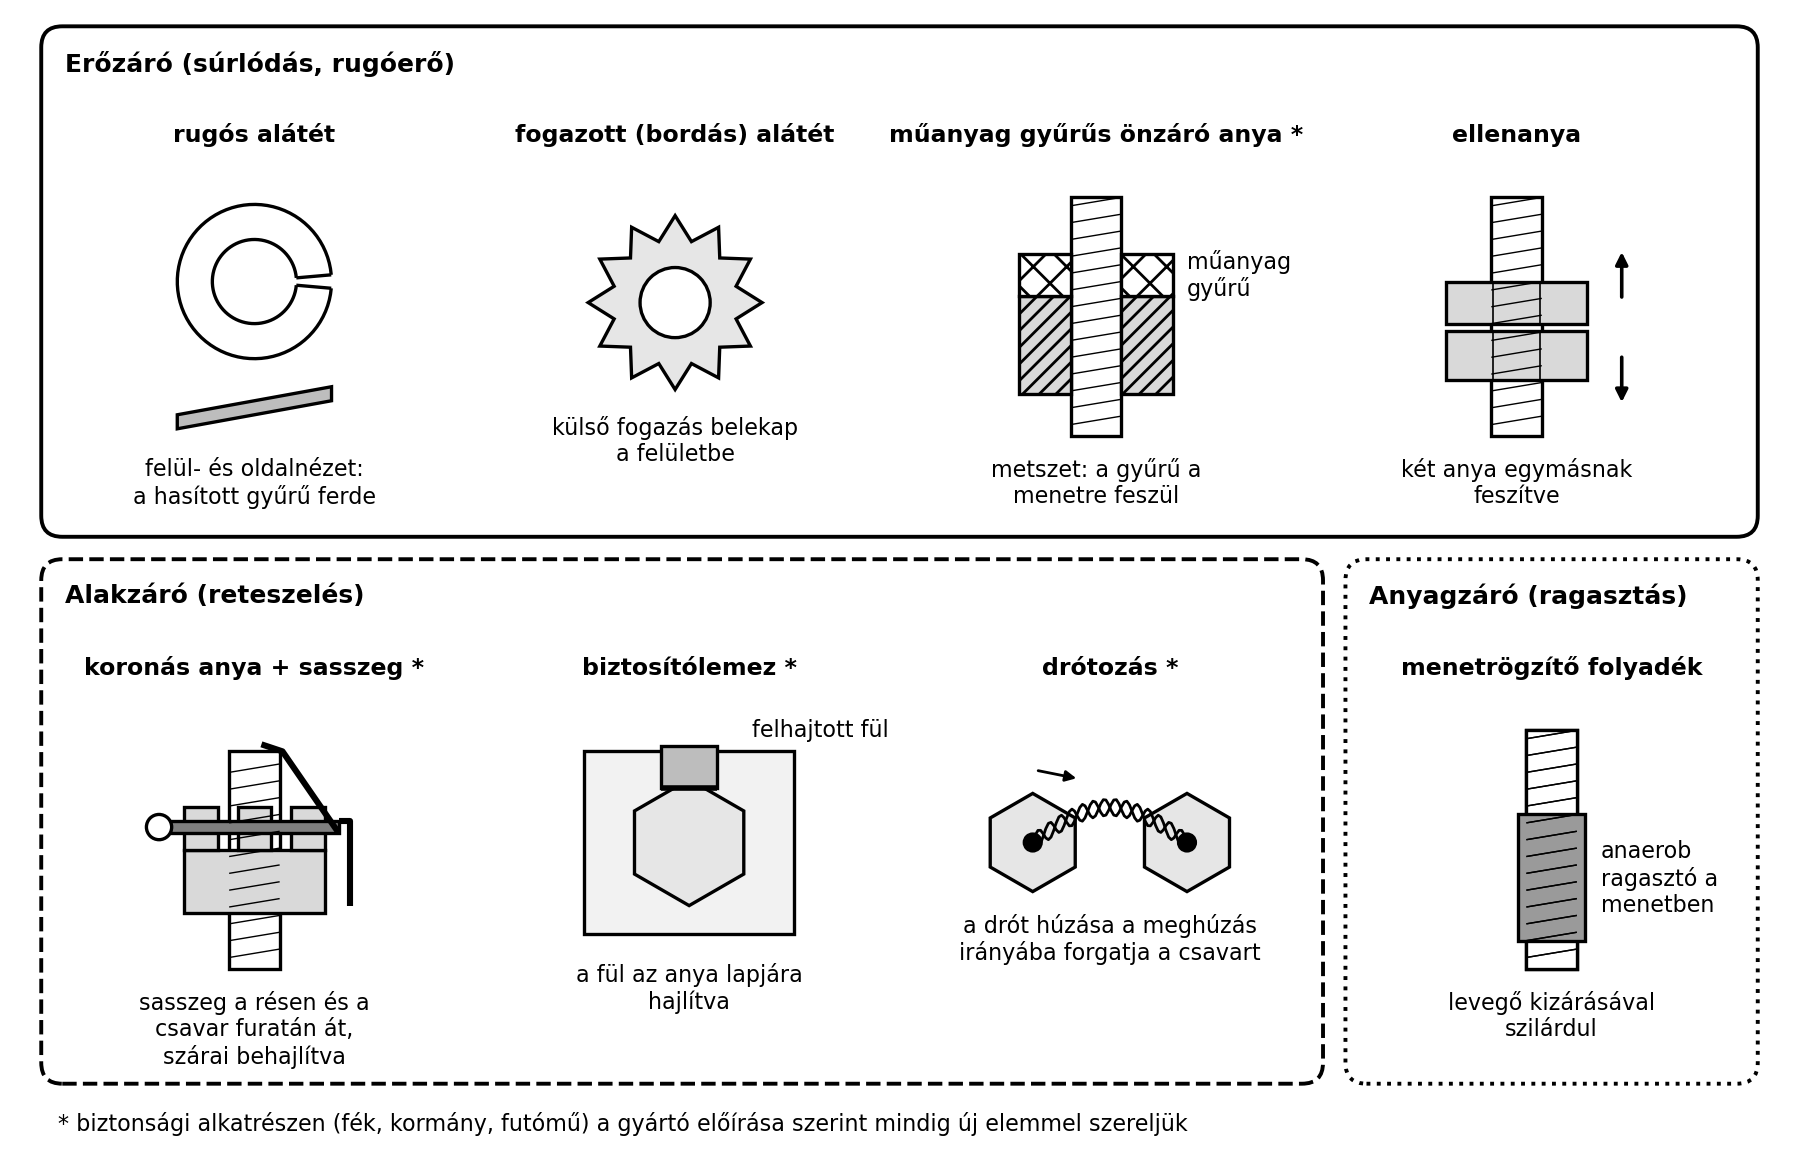 Erőzáró (súrlódás, rugóerő)
rugós alátét
fogazott (bordás) alátét
műanyag gyűrűs önzáró anya *
ellenanya
műanyag
gyűrű
felül- és oldalnézet:
a hasított gyűrű ferde
külső fogazás belekap
a felületbe
metszet: a gyűrű a
menetre feszül
két anya egymásnak
feszítve
Alakzáró (reteszelés)
koronás anya + sasszeg *
biztosítólemez *
drótozás *
felhajtott fül
sasszeg a résen és a
csavar furatán át,
szárai behajlítva
a fül az anya lapjára
hajlítva
a drót húzása a meghúzás
irányába forgatja a csavart
Anyagzáró (ragasztás)
menetrögzítő folyadék
anaerob
ragasztó a
menetben
levegő kizárásával
szilárdul
* biztonsági alkatrészen (fék, kormány, futómű) a gyártó előírása szerint mindig új elemmel szereljük